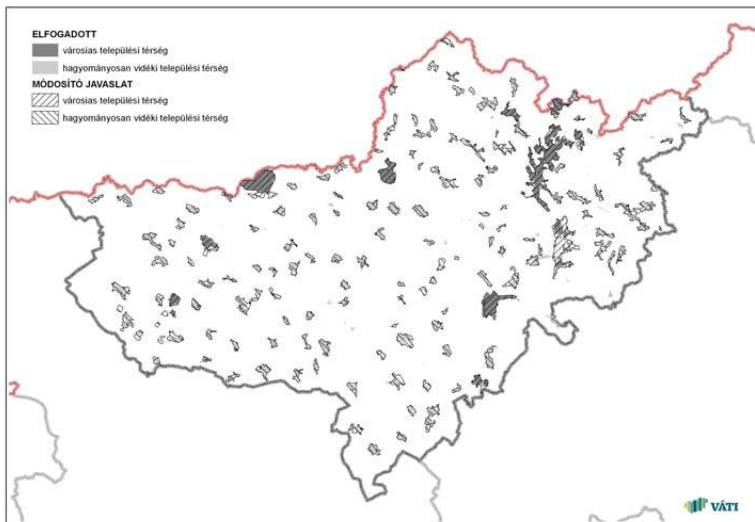 ELFOGADOTT
városias települési térség
hagyományosan vidéki települési térség
MÓDOSÍTÓ JAVASLAT
városias települési térség
hagyományosan vidéki települési térség
VÁTI